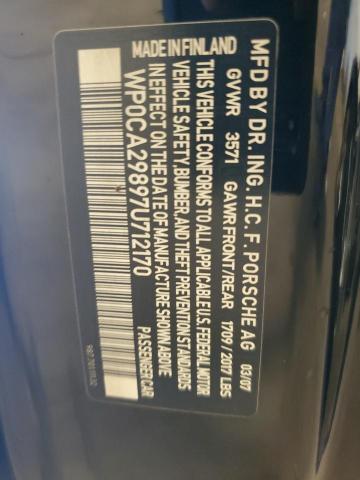 MFD BY DR. ING. H.C. F. PORSCHE AG 03/07
GVWR 3571 GAWR FRONT/REAR 1709 / 2017 LBS
THIS VEHICLE CONFORMS TO ALL APPLICABLE U.S. FEDERAL MOTOR
VEHICLE SAFETY, BUMPER, AND THEFT PREVENTION STANDARDS
IN EFFECT ON THE DATE OF MANUFACTURE SHOWN ABOVE
WP0CA29897U712170 PASSENGER CAR
MADE IN FINLAND